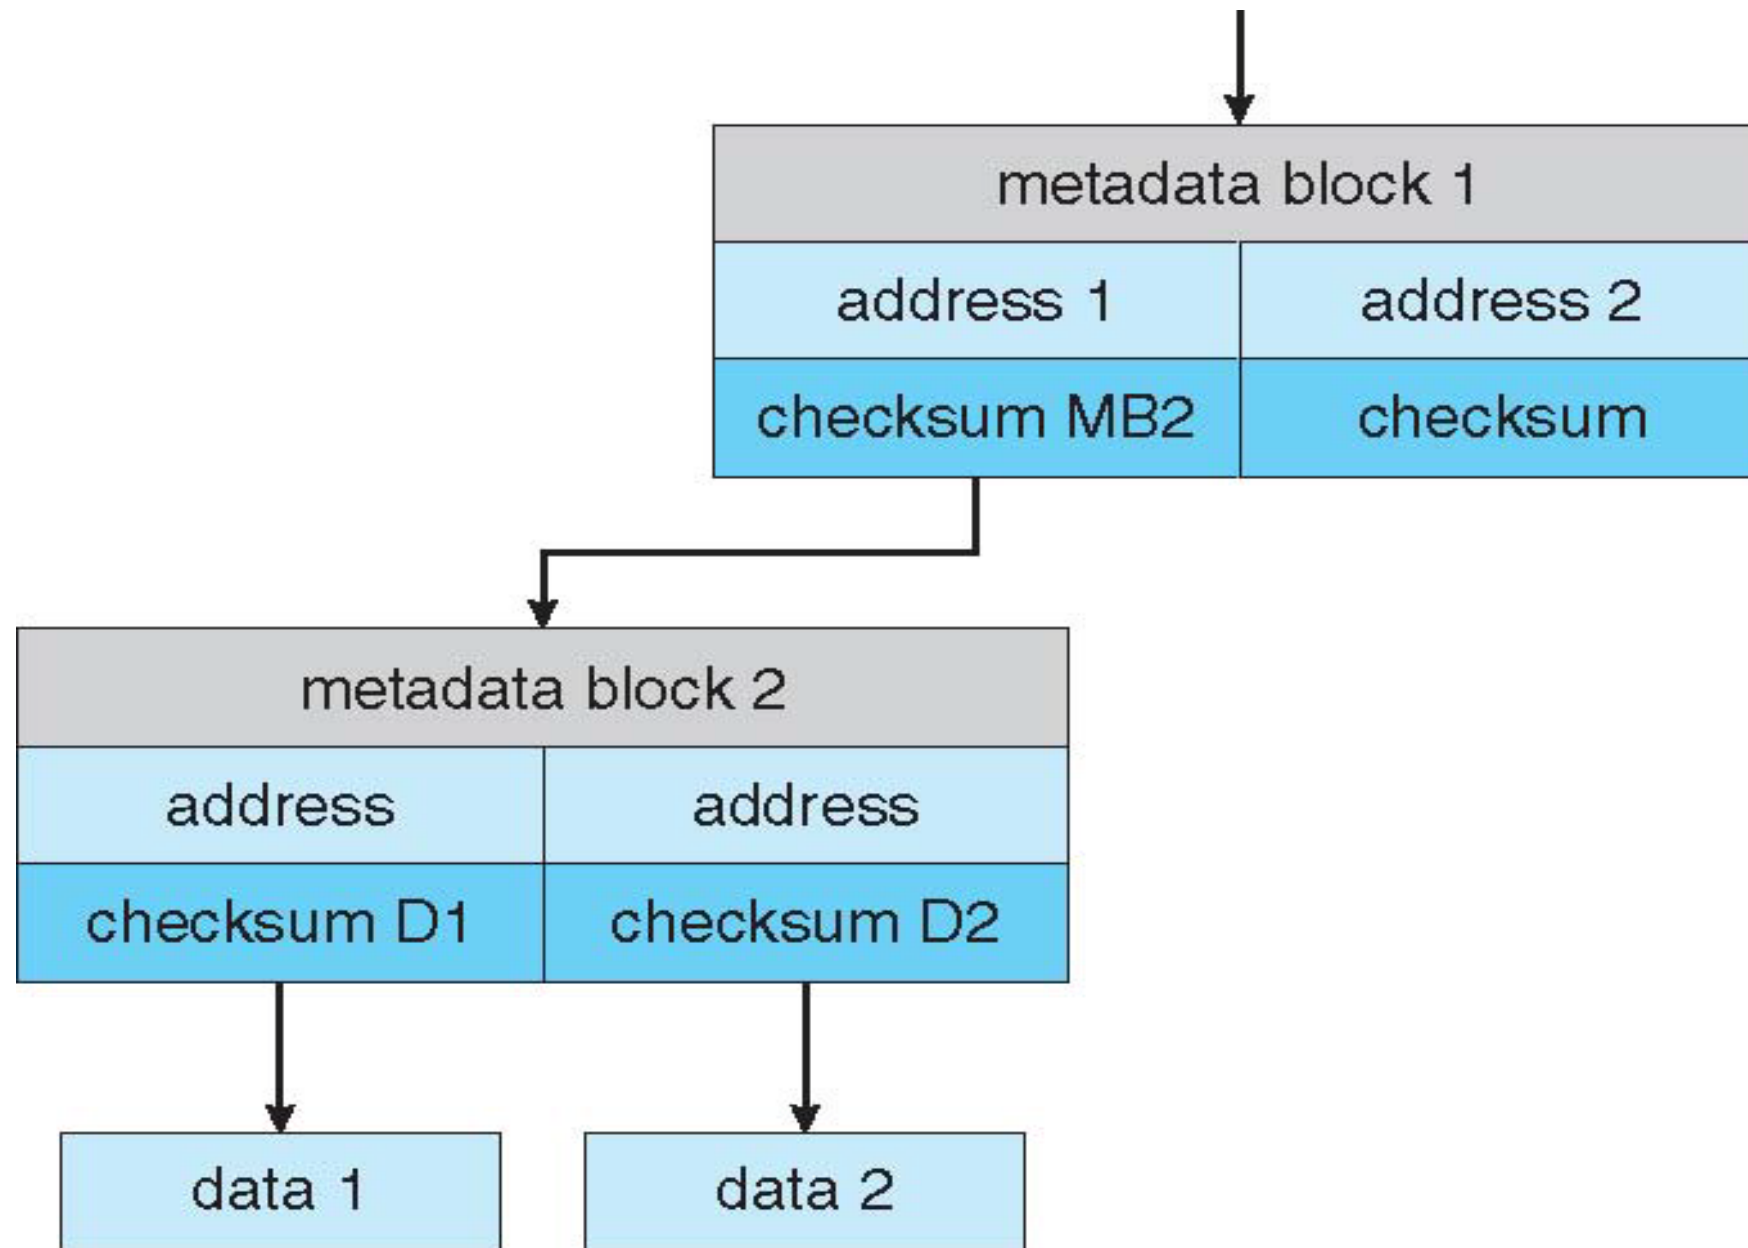 metadata block 1
address 1 address 2
checksum MB2 checksum
metadata block 2
address address
checksum D1 checksum D2
data 1 data 2